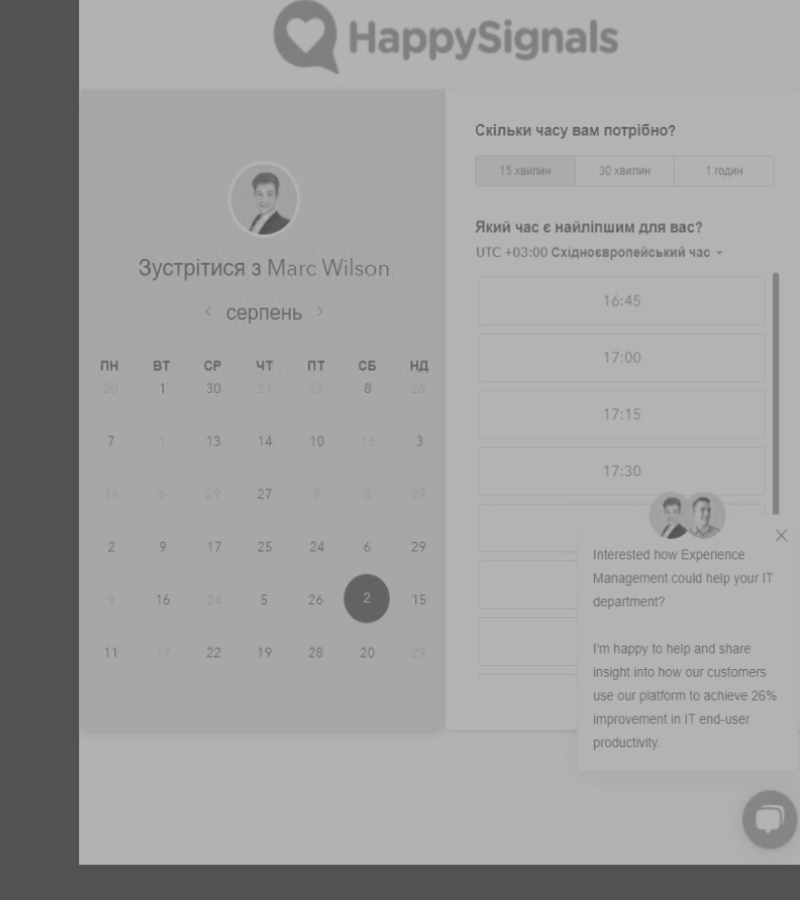 HappySignals
Зустрітися з Marc Wilson
серпень
ПН ВТ СР ЧТ ПТ СБ НД
20 1 30 21 13 8 26
7 1 13 14 10 16 3
16 6 29 27 9 8 29
2 9 17 25 24 6 29
9 16 24 5 26 2 15
11 17 22 19 28 20 29
Скільки часу вам потрібно?
15 хвилин 30 хвилин 1 годин
Який час є найліпшим для вас?
UTC +03:00 Східноєвропейський час
16:45
17:00
17:15
17:30
Interested how Experience
Management could help your IT
department?
I'm happy to help and share
insight into how our customers
use our platform to achieve 26%
improvement in IT end-user
productivity.